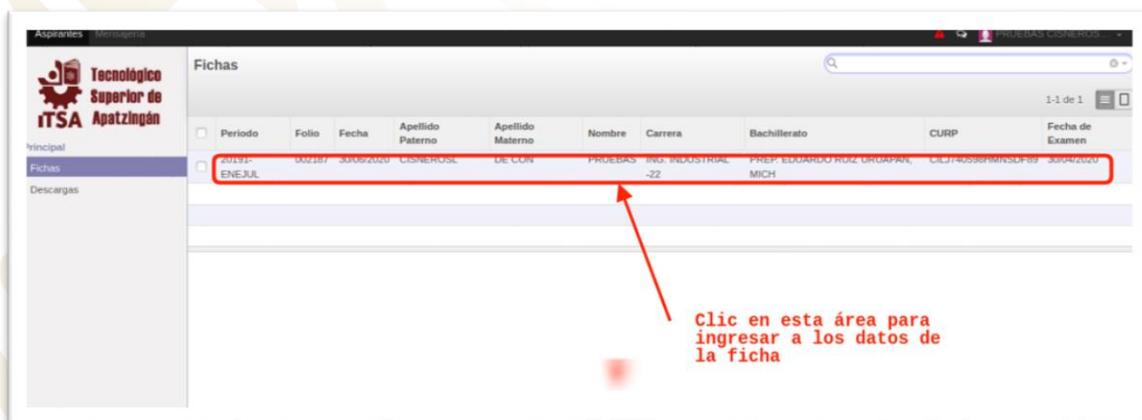 Aspirantes Mensajería
PRUEBAS CISNEROS...
Tecnológico
Superior de
Apatzingán
ITSA
Fichas
1-1 de 1
Principal
Fichas
Descargas
Periodo Folio Fecha Apellido Paterno Apellido Materno Nombre Carrera Bachillerato CURP Fecha de Examen
20191- 002187 30/06/2020 CISNEROSL DE CON PRUEBAS ING. INDUSTRIAL PREP. EDUARDO RUIZ URUAPAN, 30/04/2020
ENEJUL -22 MICH
Clic en esta área para
ingresar a los datos de
la ficha